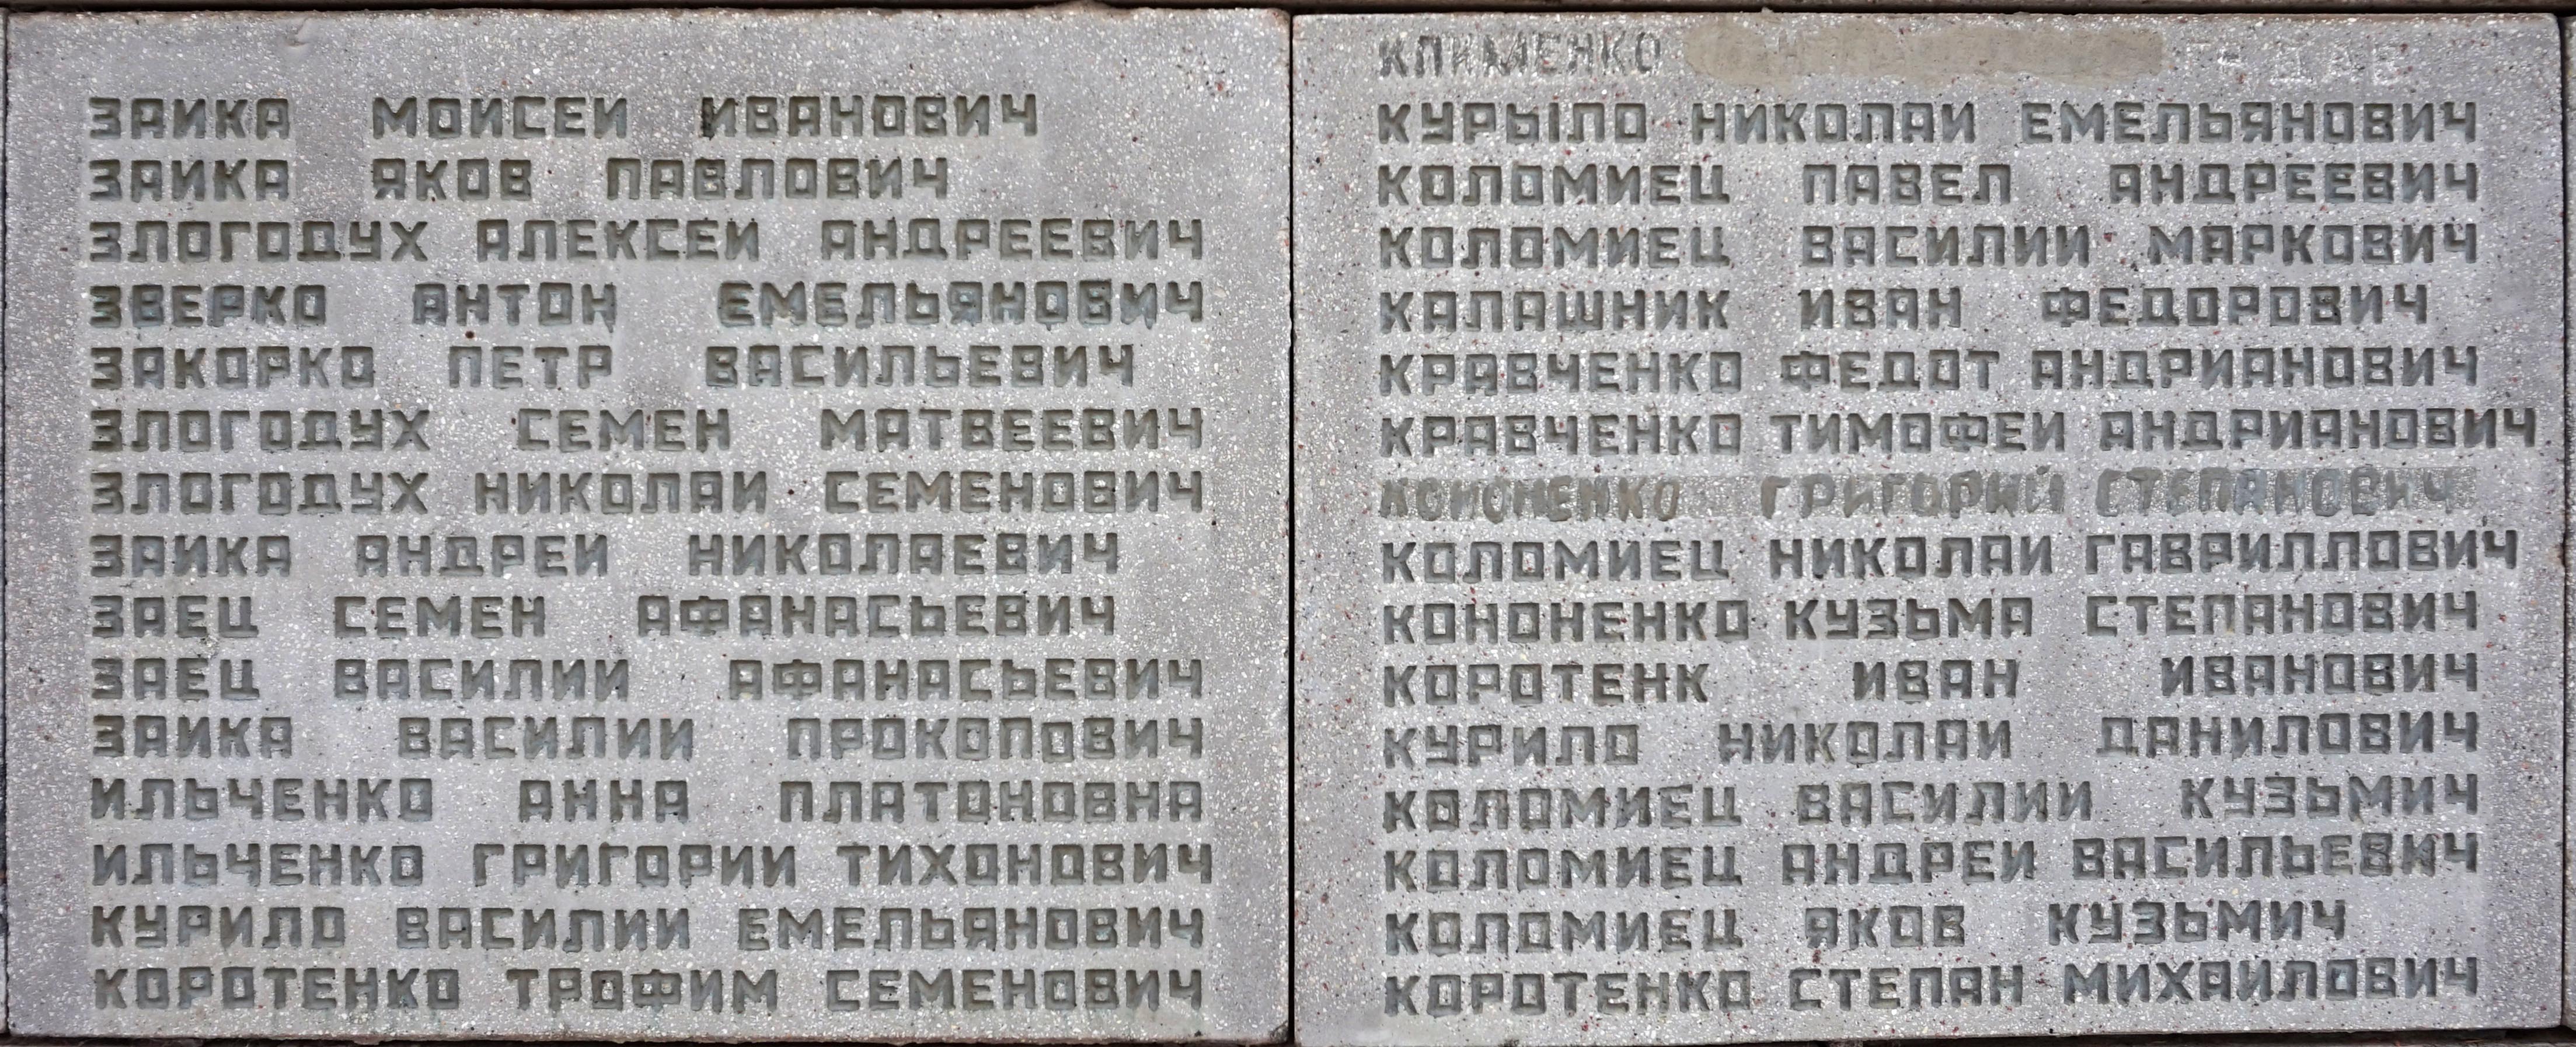 ЗАИКА МОИСЕИ ИВАНОВИЧ
ЗАИКА ЯКОВ ПАВЛОВИЧ
ЗЛОГОДУХ АЛЕКСЕИ АНДРЕЕВИЧ
ЗВЕРКО АНТОН ЕМЕЛЬЯНОВИЧ
ЗАКОРКО ПЕТР ВАСИЛЬЕВИЧ
ЗЛОГОДУХ СЕМЕН МАТВЕЕВИЧ
ЗЛОГОДУХ НИКОЛАИ СЕМЕНОВИЧ
ЗАИКА АНДРЕИ НИКОЛАЕВИЧ
ЗАЕЦ СЕМЕН АФАНАСЬЕВИЧ
ЗАЕЦ ВАСИЛИИ АФАНАСЬЕВИЧ
ЗАИКА ВАСИЛИИ ПРОКОПОВИЧ
ИЛЬЧЕНКО АННА ПЛАТОНОВНА
ИЛЬЧЕНКО ГРИГОРИИ ТИХОНОВИЧ
КУРИЛО ВАСИЛИИ ЕМЕЛЬЯНОВИЧ
КОРОТЕНКО ТРОФИМ СЕМЕНОВИЧ
КЛИМЕНКО
КУРЫЛО НИКОЛАИ ЕМЕЛЬЯНОВИЧ
КОЛОМИЕЦ ПАВЕЛ АНДРЕЕВИЧ
КОЛОМИЕЦ ВАСИЛИИ МАРКОВИЧ
КАЛАШНИК ИВАН ФЕДОРОВИЧ
КРАВЧЕНКО ФЕДОТ АНДРИАНОВИЧ
КРАВЧЕНКО ТИМОФЕИ АНДРИАНОВИЧ
КОНОНЕНКО ГРИГОРИЙ СТЕПАНОВИЧ
КОЛОМИЕЦ НИКОЛАИ ГАВРИЛЛОВИЧ
КОНОНЕНКО КУЗЬМА СТЕПАНОВИЧ
КОРОТЕНК ИВАН ИВАНОВИЧ
КУРИЛО НИКОЛАИ ДАНИЛОВИЧ
КОЛОМИЕЦ ВАСИЛИИ КУЗЬМИЧ
КОЛОМИЕЦ АНДРЕИ ВАСИЛЬЕВИЧ
КОЛОМИЕЦ ЯКОВ КУЗЬМИЧ
КОРОТЕНКО СТЕПАН МИХАИЛОВИЧ